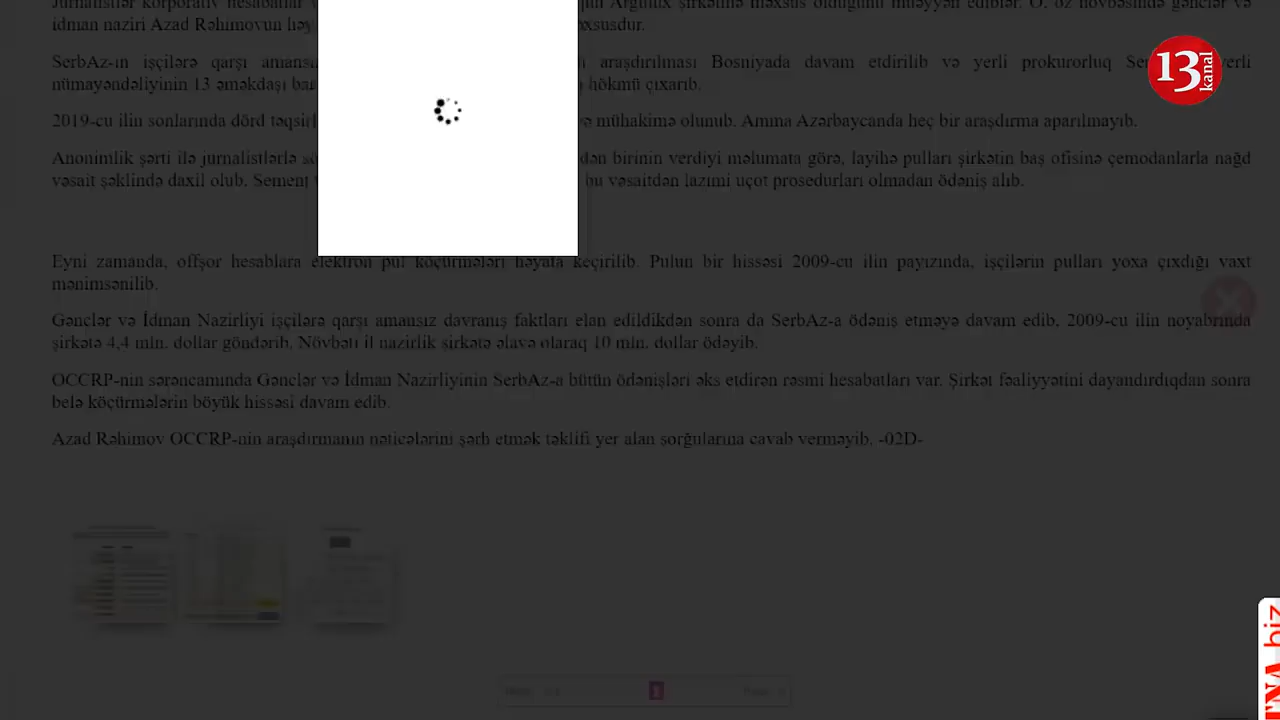 Jurnalistlər korporativ hesabatlar Arqulux şirkətinə məxsus olduğunu müəyyən ediblər. O, öz növbəsində gənclər və
idman naziri Azad Rəhimovun
SerbAz-ın işçilərə qarşı araşdırılması Bosniyada davam etdirilib və yerli prokurorluq yerli
nümayəndəliyinin 13 əməkdaşı hökmü çıxarıb.
2019-cu ilin sonlarında dörd mühakimə olunub. Amma Azərbaycanda heç bir araşdırma aparılmayıb.
Anonimlik şərti ilə jurnalistlərlə birinin verdiyi məlumata görə, layihə pulları şirkətin baş ofisinə çemodanlarla nağd
vəsait şəklində daxil olub. Sement bu vəsaitdən lazımi uçot prosedurları olmadan ödəniş alıb.
Eyni zamanda, offşor hesablara elektron pul köçürmələri həyata keçirilib. Pulun bir hissəsi 2009-cu ilin payızında, işçilərin pulları yoxa çıxdığı vaxt
mənimsənilib.
Gənclər və İdman Nazirliyi işçilərə qarşı amansız davranış faktları elan edildikdən sonra da SerbAz-a ödəniş etməyə davam edib. 2009-cu ilin noyabrında
şirkətə 4,4 mln. dollar göndərib. Növbəti il nazirlik şirkətə əlavə olaraq 10 mln. dollar ödəyib.
OCCRP-nin sərəncamında Gənclər və İdman Nazirliyinin SerbAz-a bütün ödənişləri əks etdirən rəsmi hesabatları var. Şirkət fəaliyyətini dayandırdıqdan sonra
belə köçürmələrin böyük hissəsi davam edib.
Azad Rəhimov OCCRP-nin araşdırmanın nəticələrini şərh etmək təklifi yer alan sorğularına cavab verməyib. -02D-
13 kanal
.biz